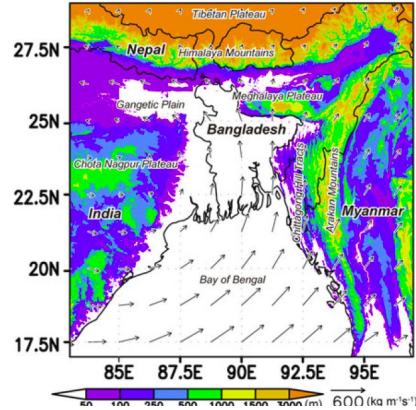 Tibetan Plateau
27.5N
Nepal
Himalaya Mountains
Gangetic Plain
Meghalaya Plateau
25N
Bangladesh
Chota Nagpur Plateau
Chittagong Hill Tracts
Arakan Mountains
22.5N
India
Myanmar
20N
Bay of Bengal
17.5N
85E 87.5E 90E 92.5E 95E
50 100 250 500 1000 1500 3000 (m) 600 (kg m⁻¹ s⁻¹)